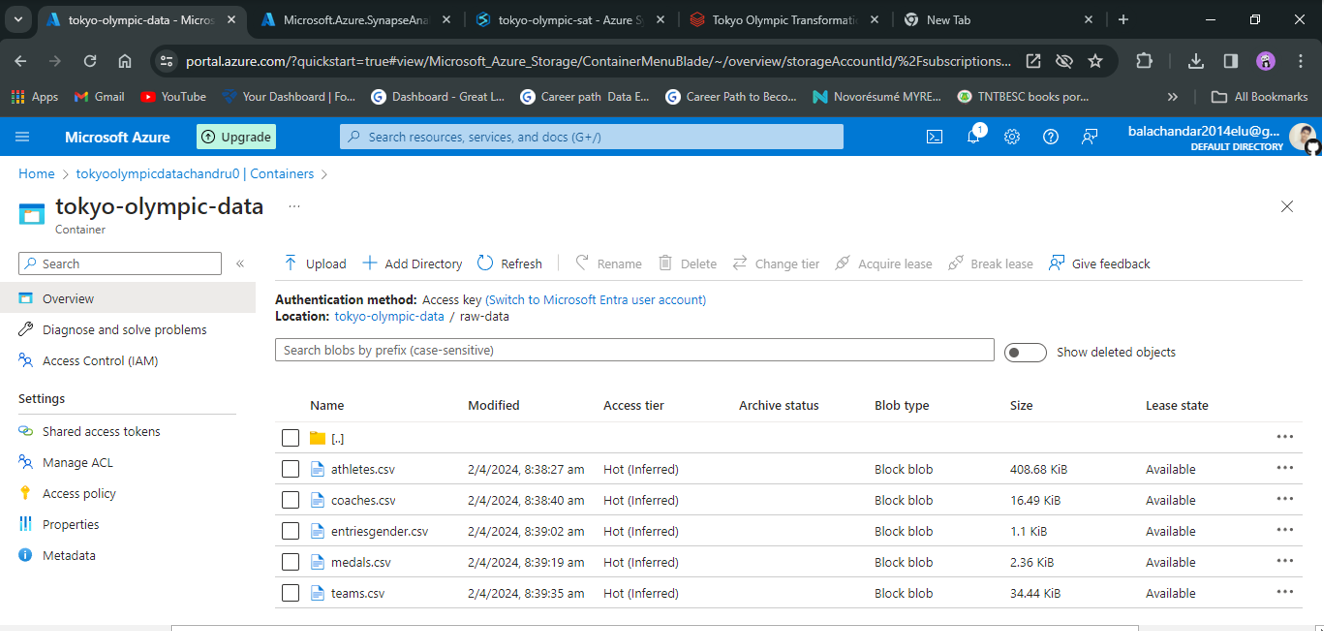 tokyo-olympic-data - Micros
Microsoft.Azure.SynapseAnal
tokyo-olympic-sat - Azure S
Tokyo Olympic Transformati
New Tab
portal.azure.com/?quickstart=true#view/Microsoft_Azure_Storage/ContainerMenuBlade/~/overview/storageAccountId/%2Fsubscriptions...
Apps Gmail YouTube Your Dashboard | Fo... Dashboard - Great L... Career path Data E... Career Path to Beco... Novorésumé MYRE... TNTBESC books por... » All Bookmarks
Microsoft Azure Upgrade Search resources, services, and docs (G+/) 1 balachandar2014elu@g...
DEFAULT DIRECTORY
Home > tokyoolympicdatachandru0 | Containers >
tokyo-olympic-data ...
Container
Search «
Upload Add Directory Refresh Rename Delete Change tier Acquire lease Break lease Give feedback
Overview
Diagnose and solve problems
Access Control (IAM)
Settings
Shared access tokens
Manage ACL
Access policy
Properties
Metadata
Authentication method: Access key (Switch to Microsoft Entra user account)
Location: tokyo-olympic-data / raw-data
Search blobs by prefix (case-sensitive)
Show deleted objects
Name Modified Access tier Archive status Blob type Size Lease state
[..]
athletes.csv 2/4/2024, 8:38:27 am Hot (Inferred) Block blob 408.68 KiB Available
coaches.csv 2/4/2024, 8:38:40 am Hot (Inferred) Block blob 16.49 KiB Available
entriesgender.csv 2/4/2024, 8:39:02 am Hot (Inferred) Block blob 1.1 KiB Available
medals.csv 2/4/2024, 8:39:19 am Hot (Inferred) Block blob 2.36 KiB Available
teams.csv 2/4/2024, 8:39:35 am Hot (Inferred) Block blob 34.44 KiB Available